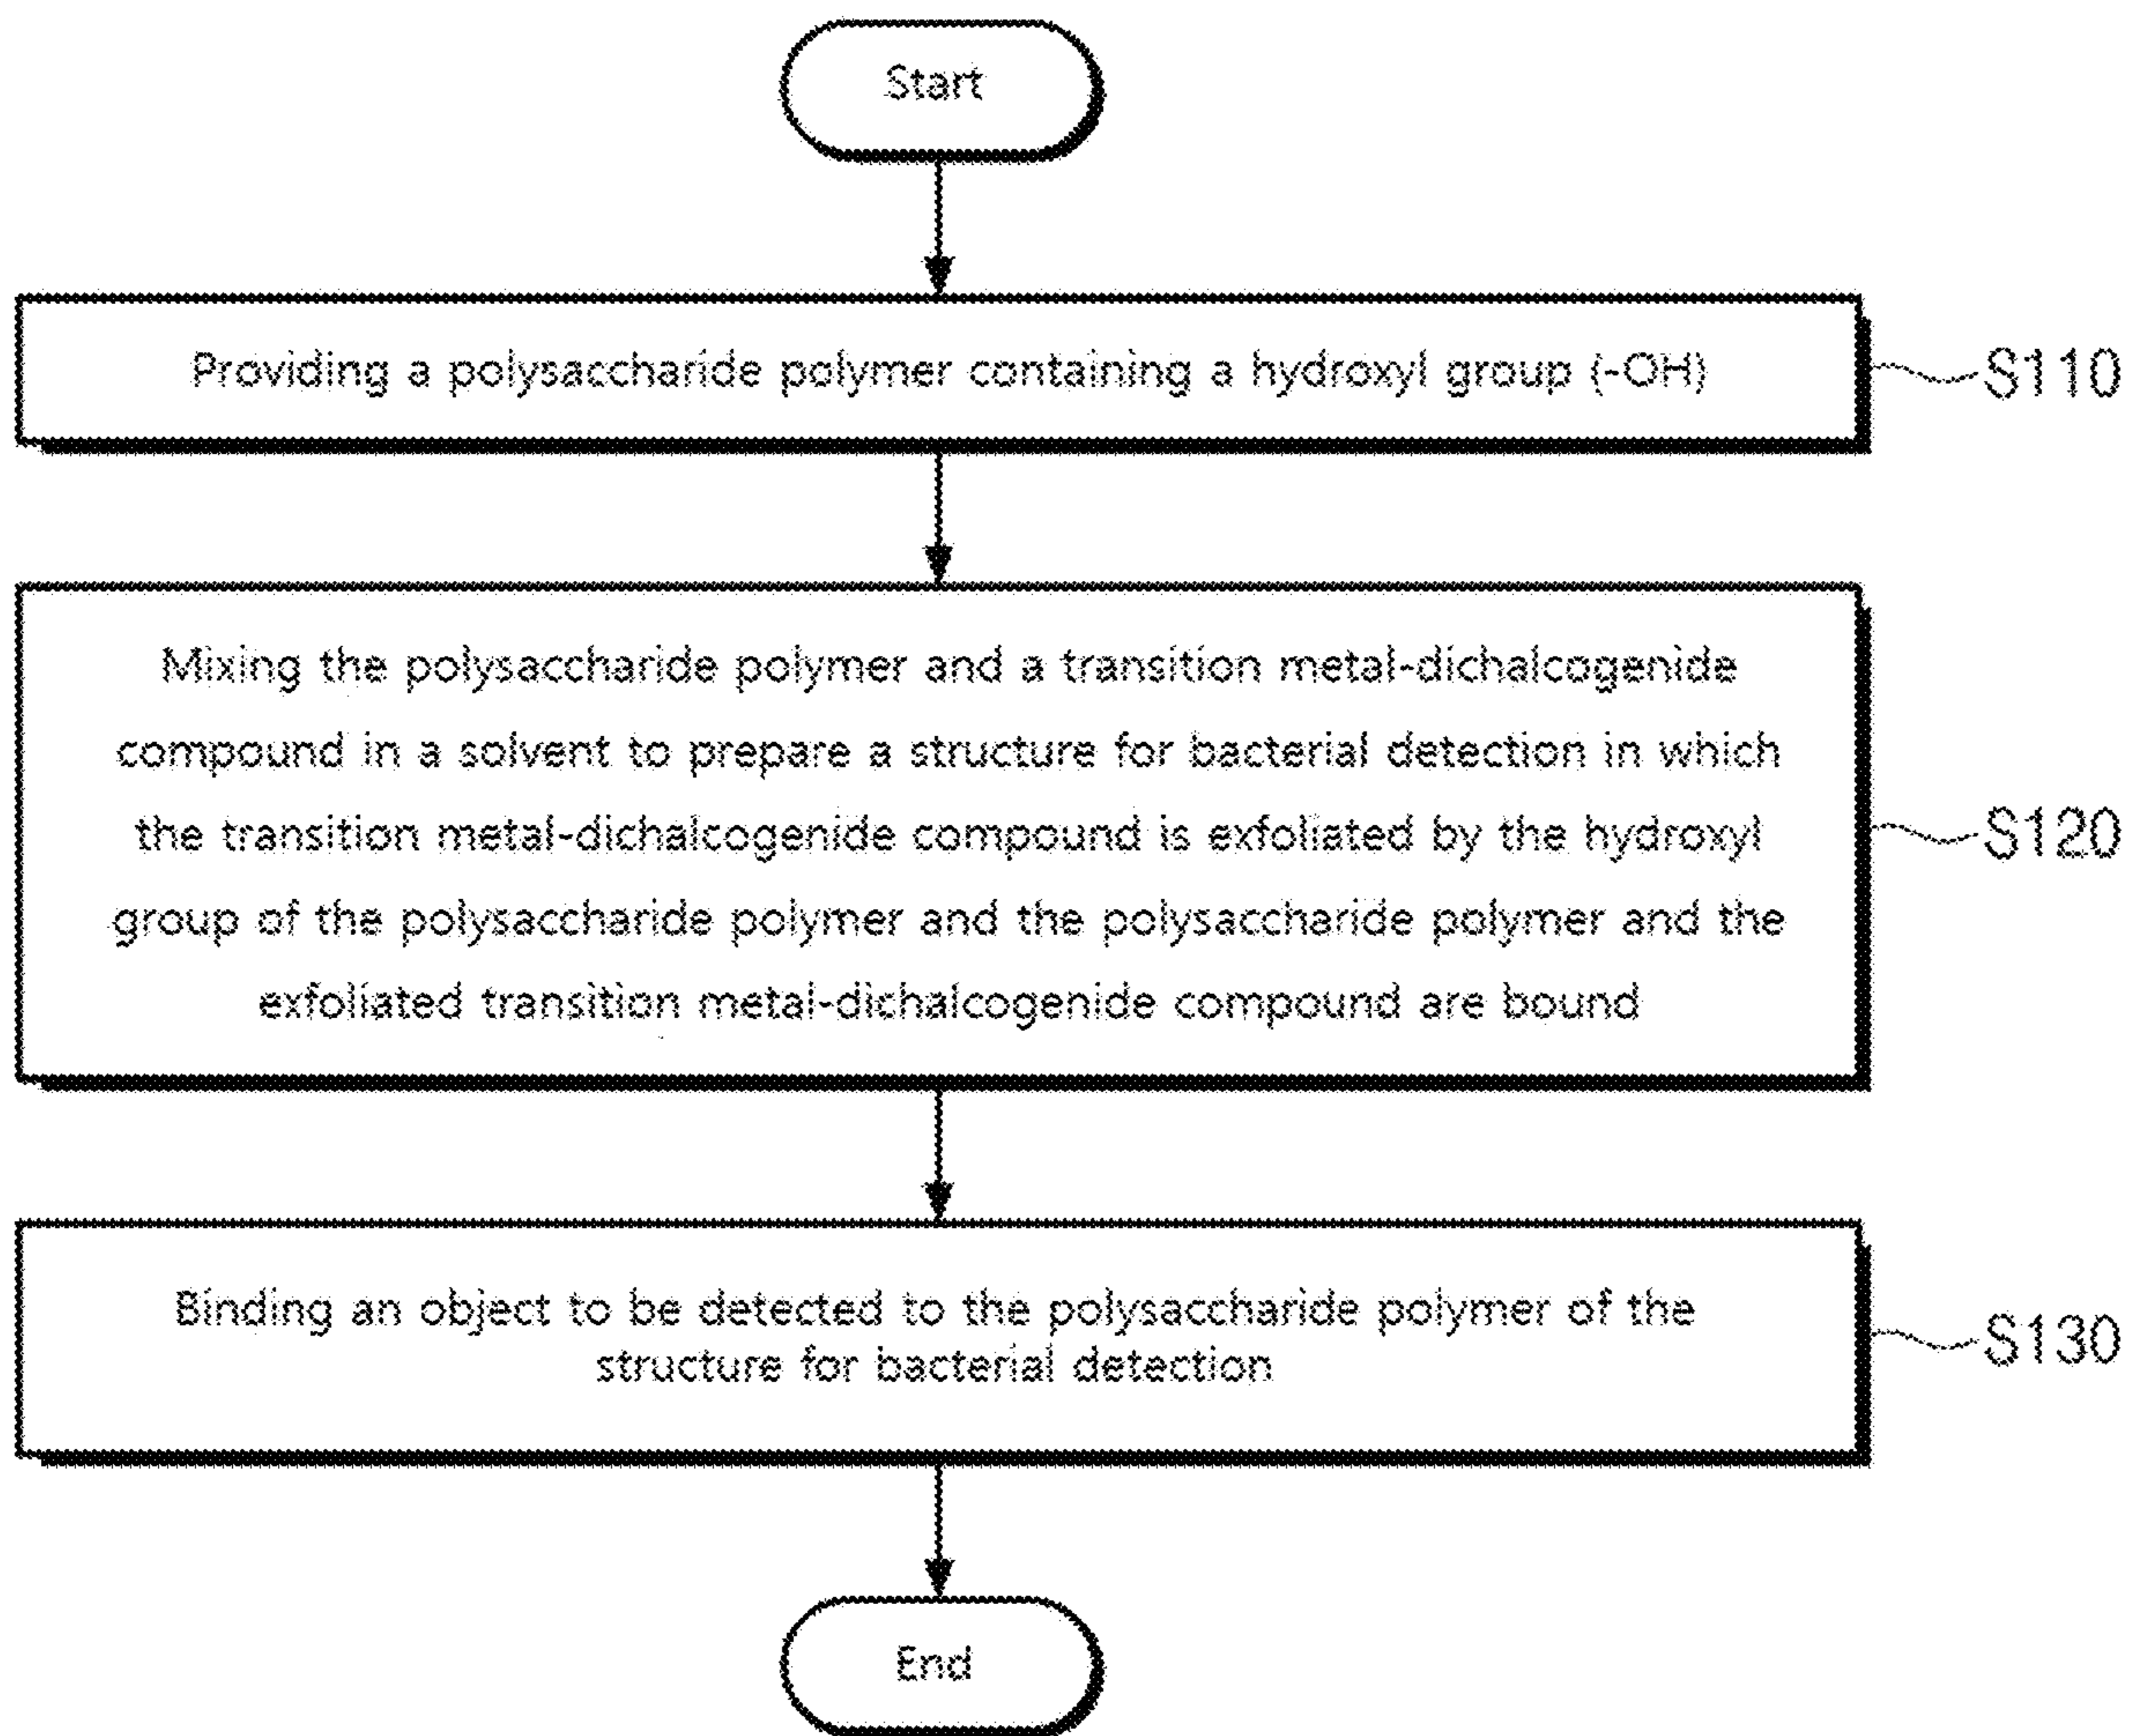 Start
Providing a polysaccharide polymer containing a hydroxyl group (-OH)
S110
Mixing the polysaccharide polymer and a transition metal-dichalcogenide
compound in a solvent to prepare a structure for bacterial detection in which
the transition metal-dichalcogenide compound is exfoliated by the hydroxyl
group of the polysaccharide polymer and the polysaccharide polymer and the
exfoliated transition metal-dichalcogenide compound are bound
S120
Binding an object to be detected to the polysaccharide polymer of the
structure for bacterial detection
S130
End